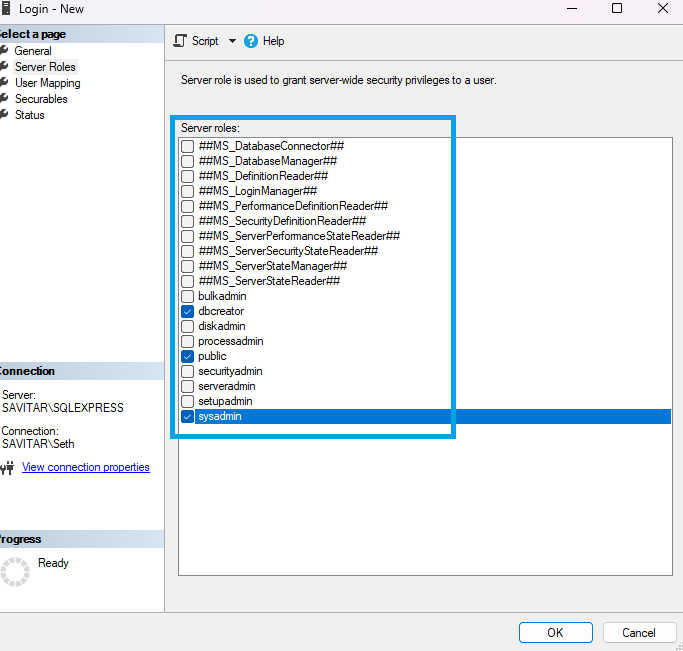 Login - New
elect a page
General
Server Roles
User Mapping
Securables
Status
Script Help
Server role is used to grant server-wide security privileges to a user.
Server roles:
##MS_DatabaseConnector##
##MS_DatabaseManager##
##MS_DefinitionReader##
##MS_LoginManager##
##MS_PerformanceDefinitionReader##
##MS_SecurityDefinitionReader##
##MS_ServerPerformanceStateReader##
##MS_ServerSecurityStateReader##
##MS_ServerStateManager##
##MS_ServerStateReader##
bulkadmin
dbcreator
diskadmin
processadmin
public
securityadmin
serveradmin
setupadmin
sysadmin
Connection
Server:
SAVITAR\SQLEXPRESS
Connection:
SAVITAR\Seth
View connection properties
rogress
Ready
OK Cancel